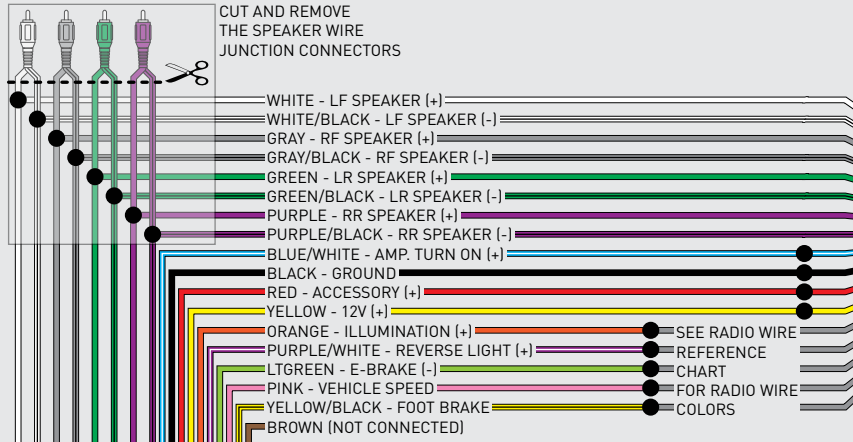 CUT AND REMOVE
THE SPEAKER WIRE
JUNCTION CONNECTORS
WHITE - LF SPEAKER (+)
WHITE/BLACK - LF SPEAKER (-)
GRAY - RF SPEAKER (+)
GRAY/BLACK - RF SPEAKER (-)
GREEN - LR SPEAKER (+)
GREEN/BLACK - LR SPEAKER (-)
PURPLE - RR SPEAKER (+)
PURPLE/BLACK - RR SPEAKER (-)
BLUE/WHITE - AMP. TURN ON (+)
BLACK - GROUND
RED - ACCESSORY (+)
YELLOW - 12V (+)
ORANGE - ILLUMINATION (+)
SEE RADIO WIRE
PURPLE/WHITE - REVERSE LIGHT (+)
REFERENCE
LTGREEN - E-BRAKE (-)
CHART
PINK - VEHICLE SPEED
FOR RADIO WIRE
YELLOW/BLACK - FOOT BRAKE
COLORS
BROWN (NOT CONNECTED)